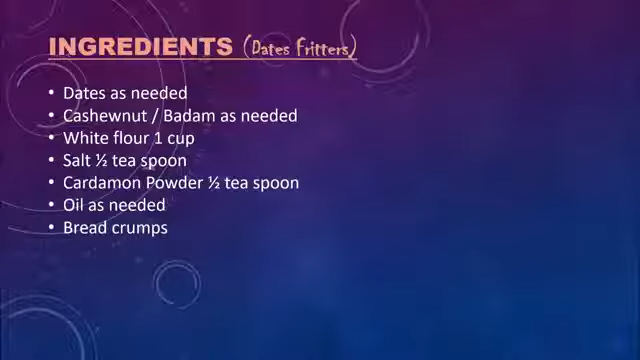 INGREDIENTS (Dates Fritters)
• Dates as needed
• Cashewnut / Badam as needed
• White flour 1 cup
• Salt ½ tea spoon
• Cardamon Powder ½ tea spoon
• Oil as needed
• Bread crumps